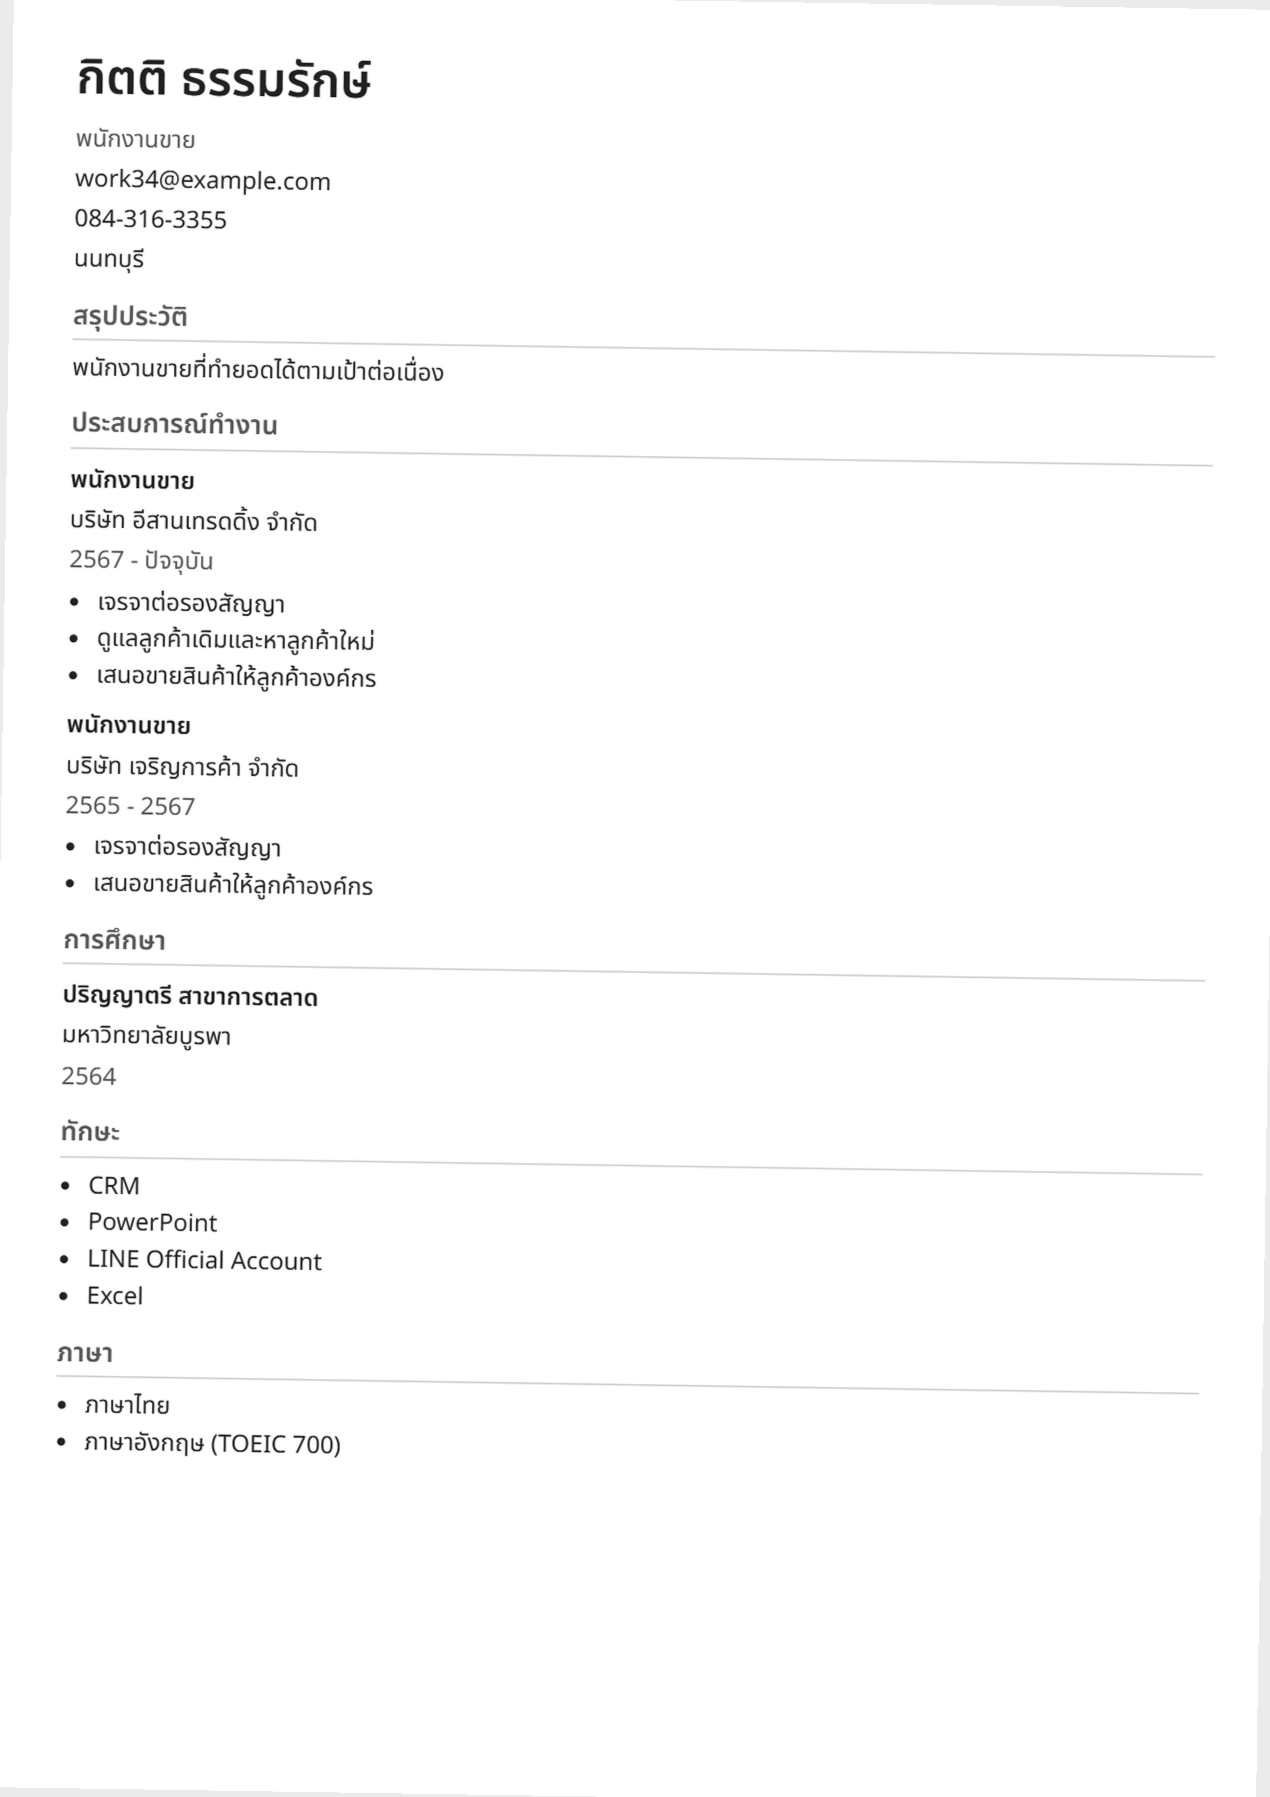 กิตติ ธรรมรักษ์
พนักงานขาย
work34@example.com
084-316-3355
นนทบุรี
สรุปประวัติ
พนักงานขายที่ทำยอดได้ตามเป้าต่อเนื่อง
ประสบการณ์ทำงาน
พนักงานขาย
บริษัท อีสานเทรดดิ้ง จำกัด
2567 - ปัจจุบัน
• เจรจาต่อรองสัญญา
• ดูแลลูกค้าเดิมและหาลูกค้าใหม่
• เสนอขายสินค้าให้ลูกค้าองค์กร
พนักงานขาย
บริษัท เจริญการค้า จำกัด
2565 - 2567
• เจรจาต่อรองสัญญา
• เสนอขายสินค้าให้ลูกค้าองค์กร
การศึกษา
ปริญญาตรี สาขาการตลาด
มหาวิทยาลัยบูรพา
2564
ทักษะ
• CRM
• PowerPoint
• LINE Official Account
• Excel
ภาษา
• ภาษาไทย
• ภาษาอังกฤษ (TOEIC 700)